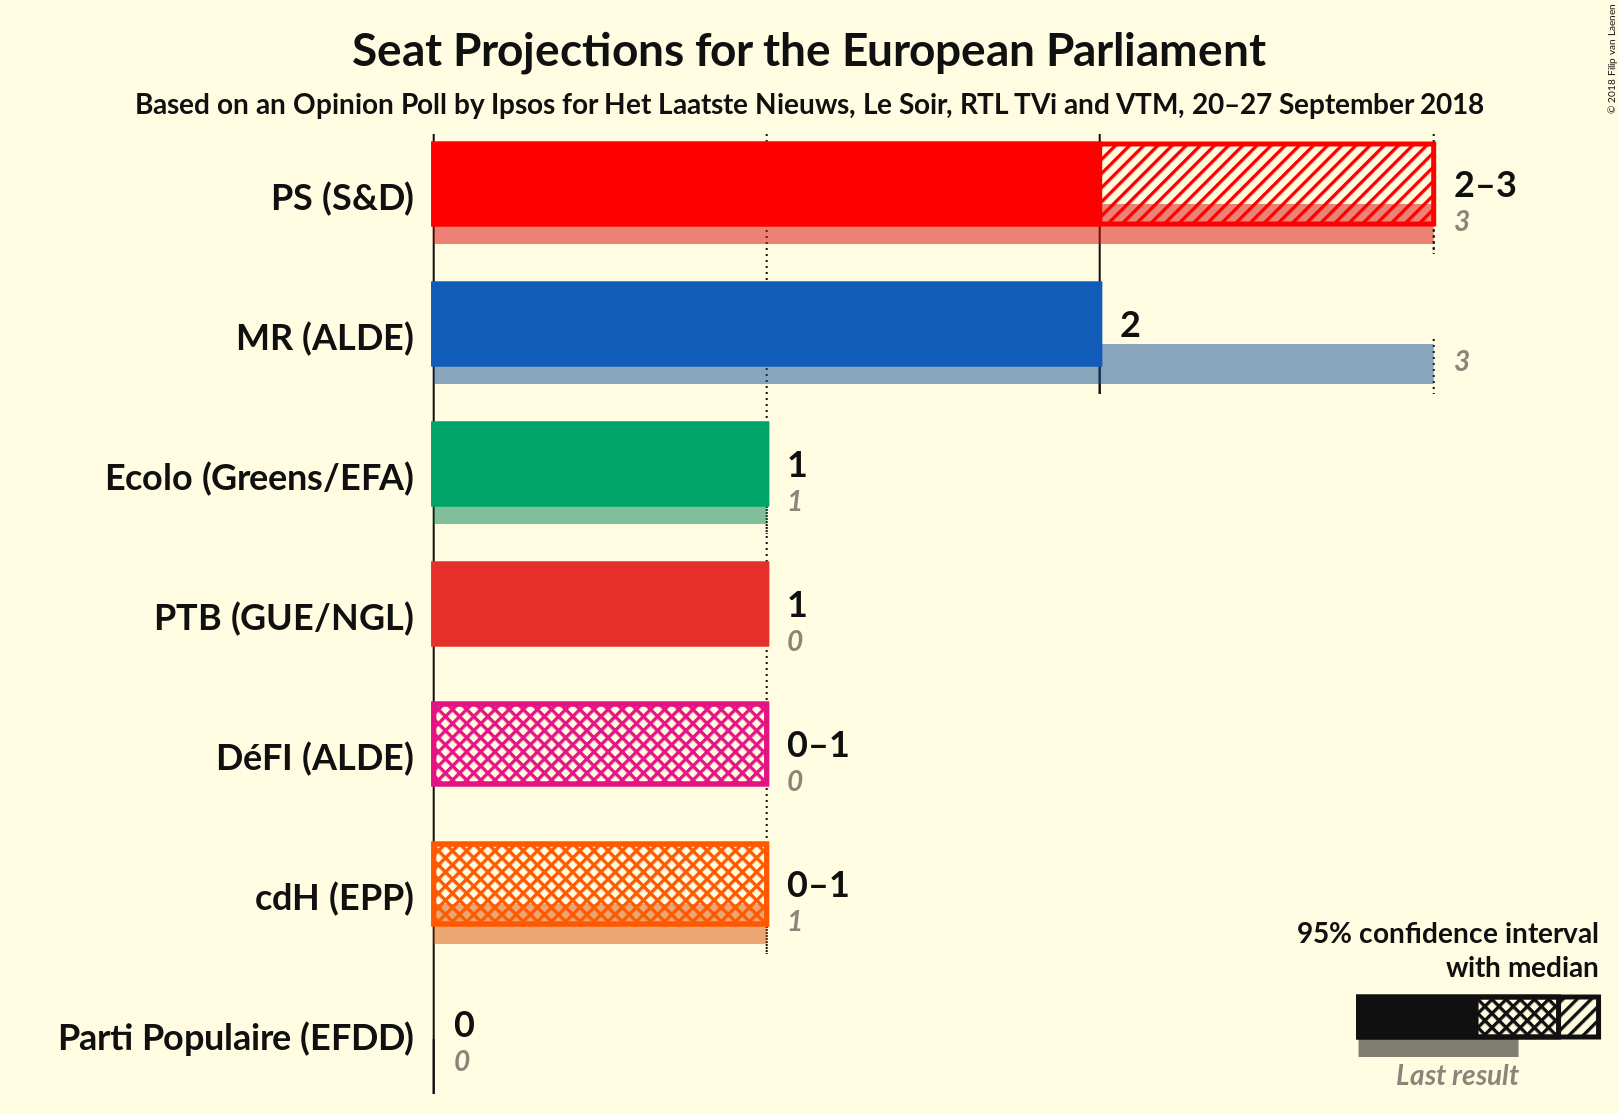 Seat Projections for the European Parliament
Based on an Opinion Poll by Ipsos for Het Laatste Nieuws, Le Soir, RTL TVi and VTM, 20–27 September 2018
© 2018 Filip van Laenen
PS (S&D)
2–3
3
MR (ALDE)
2
3
Ecolo (Greens/EFA)
1
1
PTB (GUE/NGL)
1
0
DéFI (ALDE)
0–1
0
cdH (EPP)
0–1
1
Parti Populaire (EFDD)
0
0
95% confidence interval
with median
Last result